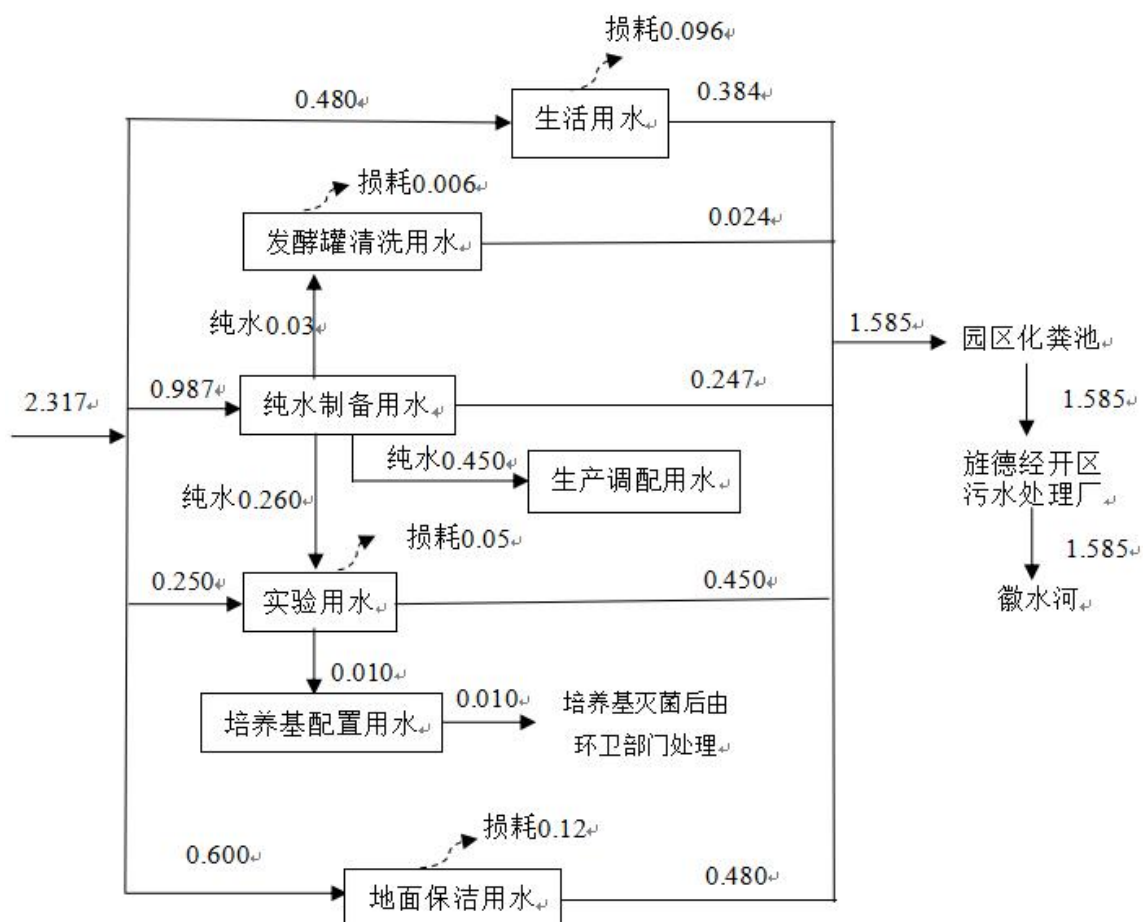 损耗0.096
0.480
生活用水
0.384
损耗0.006
发酵罐清洗用水
0.024
纯水0.03
1.585
园区化粪池
2.317
0.987
纯水制备用水
0.247
1.585
纯水0.450
生产调配用水
旌德经开区
污水处理厂
纯水0.260
损耗0.05
1.585
0.250
实验用水
0.450
徽水河
0.010
培养基配置用水
0.010
培养基灭菌后由
环卫部门处理
损耗0.12
0.600
地面保洁用水
0.480